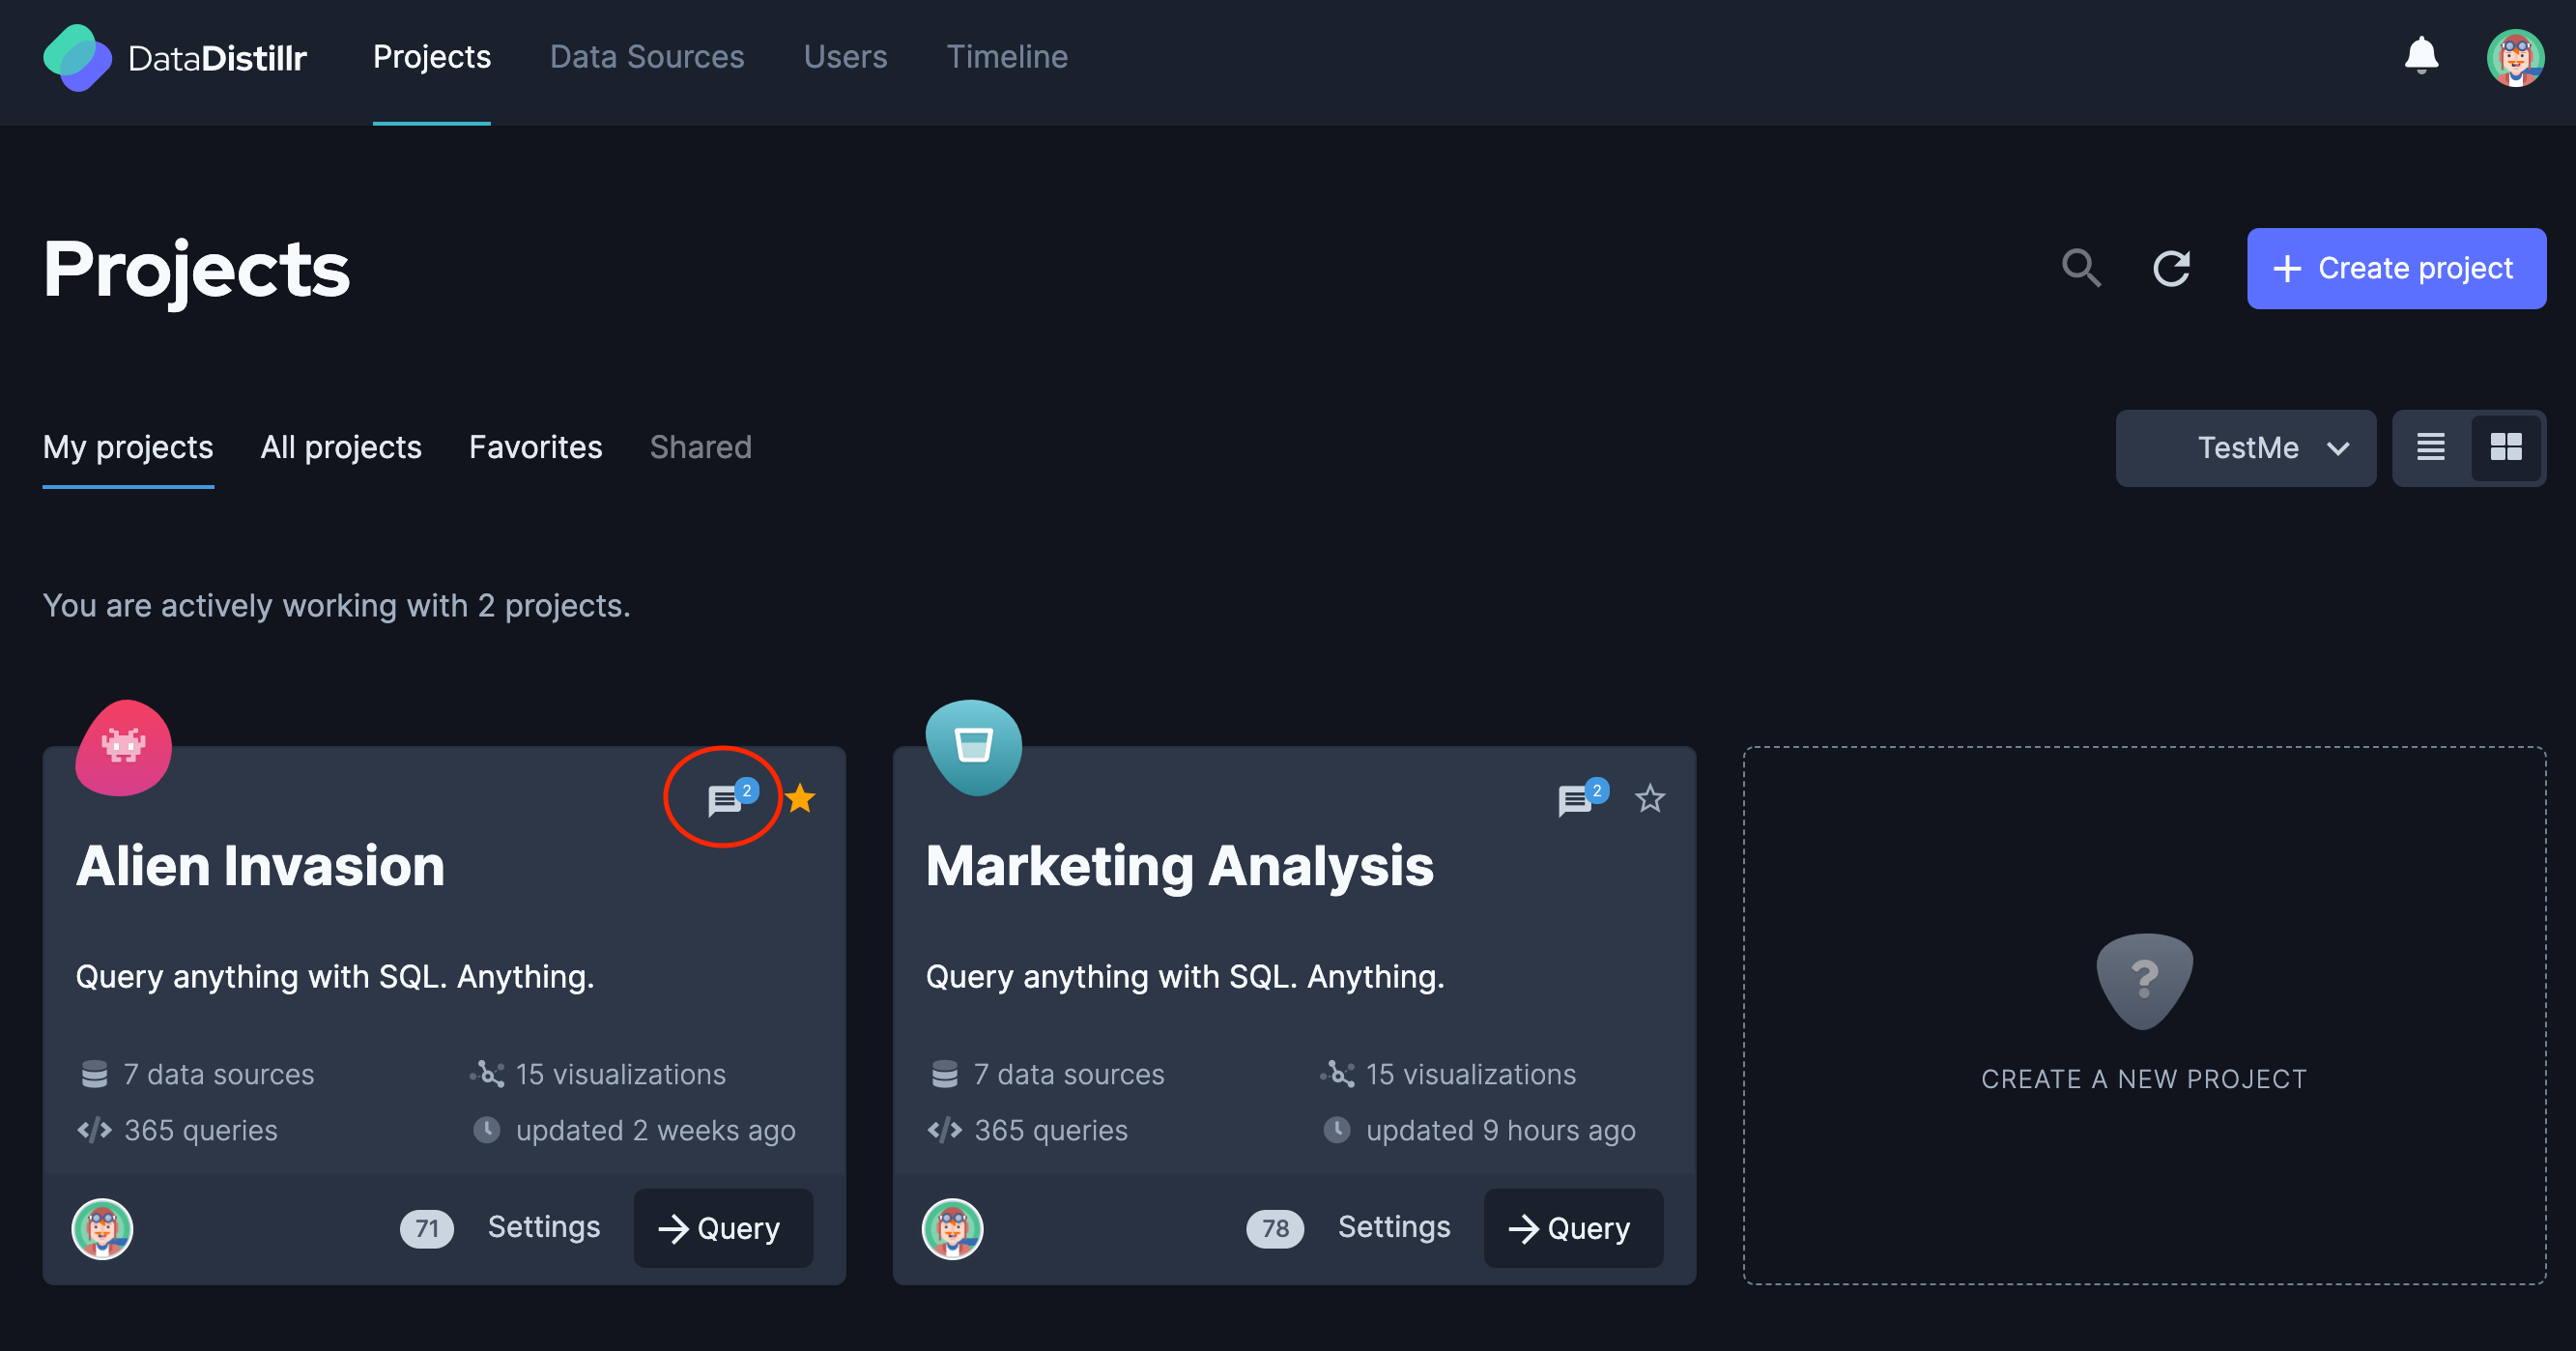 DataDistillr Projects Data Sources Users Timeline
Projects
+ Create project
My projects All projects Favorites Shared
TestMe
You are actively working with 2 projects.
2
Alien Invasion
Query anything with SQL. Anything.
7 data sources 15 visualizations
365 queries updated 2 weeks ago
71 Settings Query
2
Marketing Analysis
Query anything with SQL. Anything.
7 data sources 15 visualizations
365 queries updated 9 hours ago
78 Settings Query
?
CREATE A NEW PROJECT